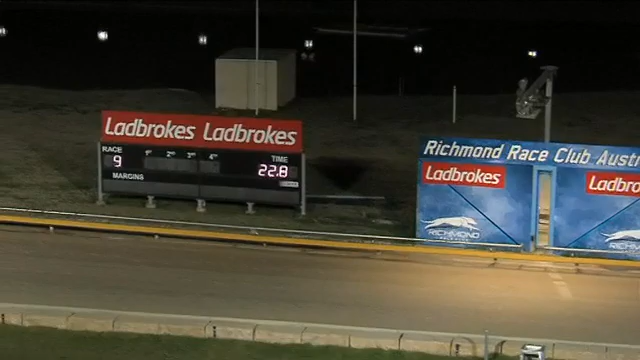 Ladbrokes Ladbrokes
RACE 1st 2nd 3rd 4th TIME
9 22.8
MARGINS
Richmond Race Club Austr
Ladbrokes
Ladbro
RICHMOND
RICHMON